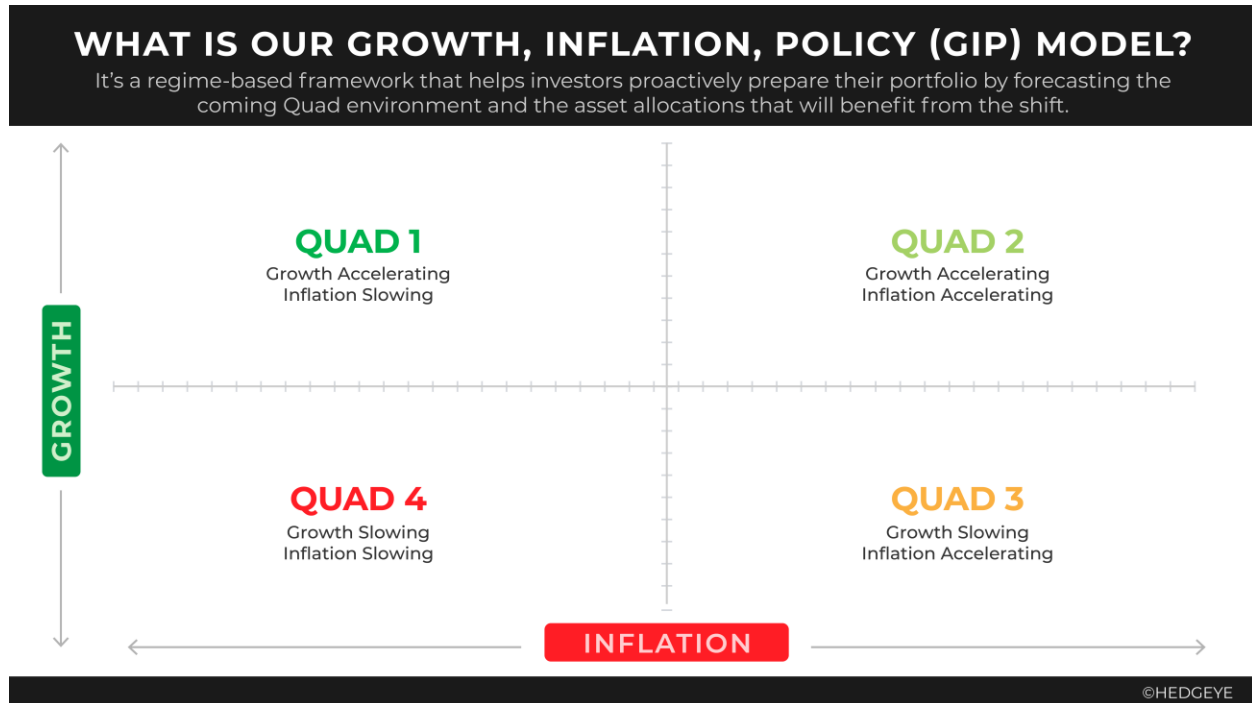 WHAT IS OUR GROWTH, INFLATION, POLICY (GIP) MODEL?
It's a regime-based framework that helps investors proactively prepare their portfolio by forecasting the
coming Quad environment and the asset allocations that will benefit from the shift.
QUAD 1
Growth Accelerating
Inflation Slowing
QUAD 2
Growth Accelerating
Inflation Accelerating
GROWTH
QUAD 4
Growth Slowing
Inflation Slowing
QUAD 3
Growth Slowing
Inflation Accelerating
INFLATION
©HEDGEYE